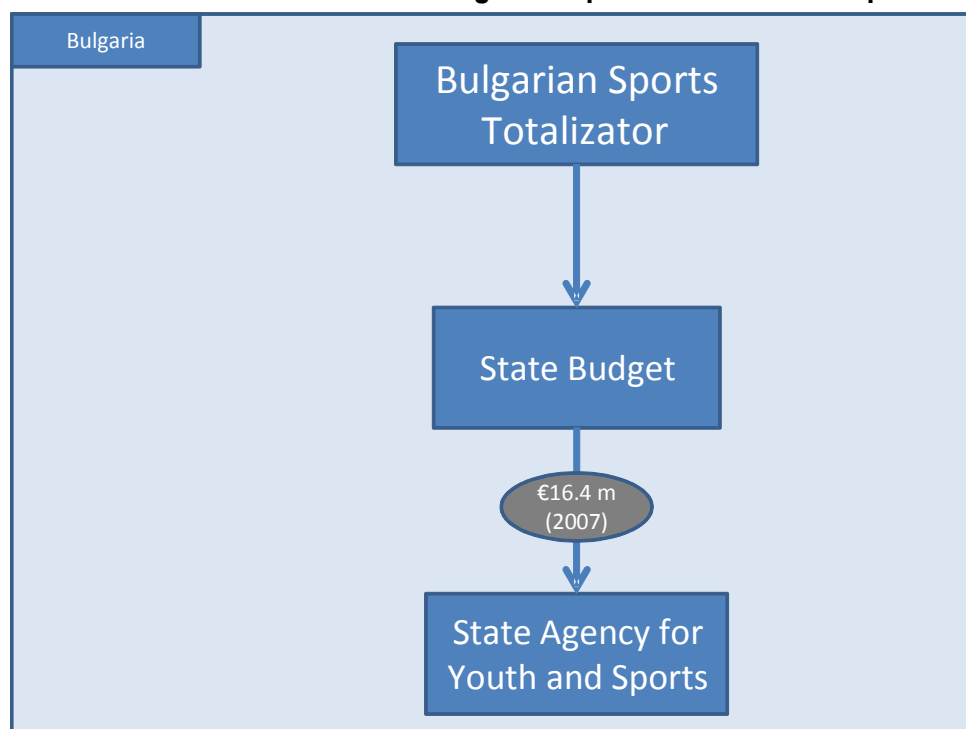 Bulgaria
Bulgarian Sports
Totalizator
State Budget
€16.4 m
(2007)
State Agency for
Youth and Sports